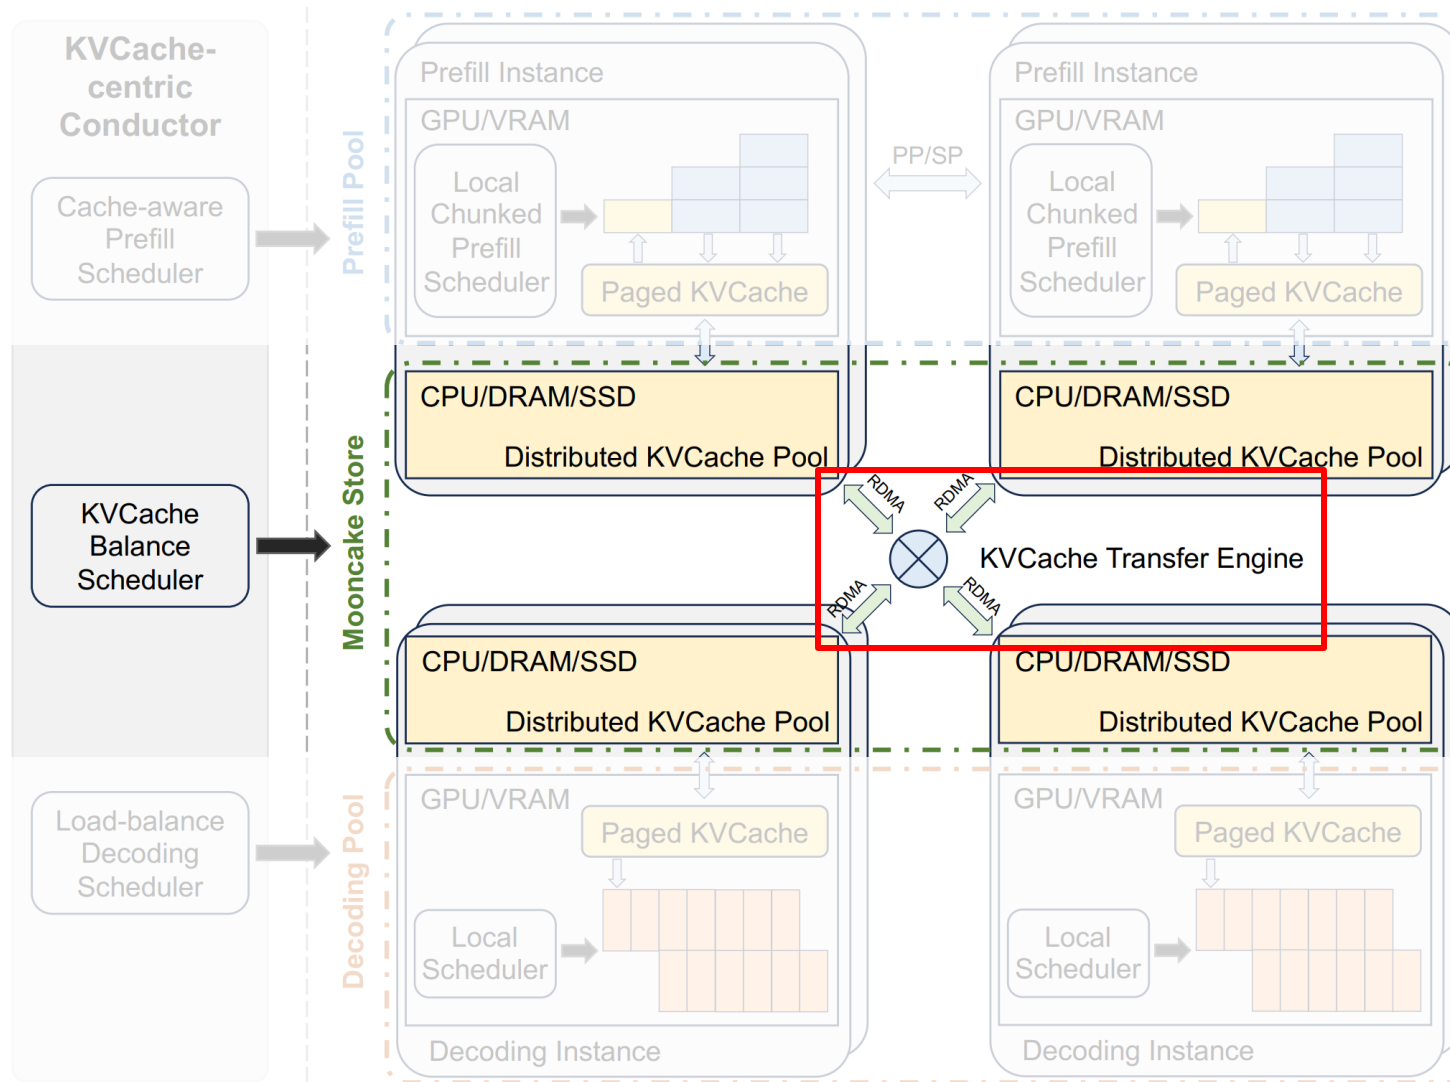 KVCache-
centric
Conductor
Cache-aware
Prefill
Scheduler
KVCache
Balance
Scheduler
Load-balance
Decoding
Scheduler
Prefill Pool
Mooncake Store
Decoding Pool
Prefill Instance
GPU/VRAM
Local
Chunked
Prefill
Scheduler
Paged KVCache
PP/SP
Prefill Instance
GPU/VRAM
Local
Chunked
Prefill
Scheduler
Paged KVCache
CPU/DRAM/SSD
Distributed KVCache Pool
CPU/DRAM/SSD
Distributed KVCache Pool
RDMA
RDMA
KVCache Transfer Engine
RDMA
RDMA
CPU/DRAM/SSD
Distributed KVCache Pool
CPU/DRAM/SSD
Distributed KVCache Pool
GPU/VRAM
Paged KVCache
Local
Scheduler
Decoding Instance
GPU/VRAM
Paged KVCache
Local
Scheduler
Decoding Instance